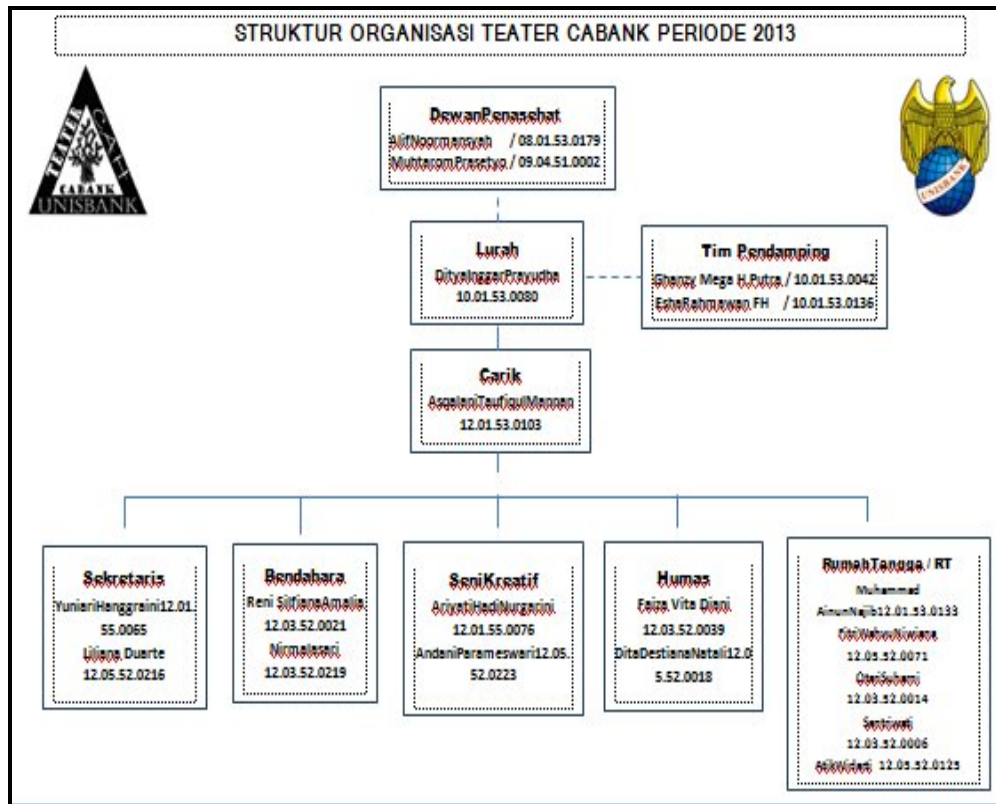 STRUKTUR ORGANISASI TEATER CABANK PERIODE 2013
TEATER
CABANK
UNISBANK
UNISBANK
DewanPenasehat
AlifNoormansyah / 08.01.53.0179
MuhtaromPrasetyo / 09.04.51.0002
Lurah
DityaInggarPrayudha
10.01.53.0080
Tim Pendamping
Ghanzy Mega H.Putra / 10.01.53.0042
EshaRahmawan FH / 10.01.53.0136
Carik
AsqalaniTaufiqulMannan
12.01.53.0103
Sekretaris
YuniariHanggraini12.01.
55.0065
Liliana Duarte
12.05.52.0216
Bendahara
Reni SilfianaAmalia
12.03.52.0021
Nirmalasari
12.03.52.0219
SeniKreatif
AriyatiHadiNurgarini
12.01.55.0076
AndaniParameswari12.05.
52.0223
Humas
Faiza Vita Diani
12.03.52.0039
DitaDestianaNatali12.0
5.52.0018
RumahTangga / RT
Muhammad
AinunNajib12.01.53.0133
FitriWahyuNiwiana
12.05.52.0071
OtariSuhami
12.03.52.0014
Santriwati
12.03.52.0006
AtikWidadi 12.05.52.0125